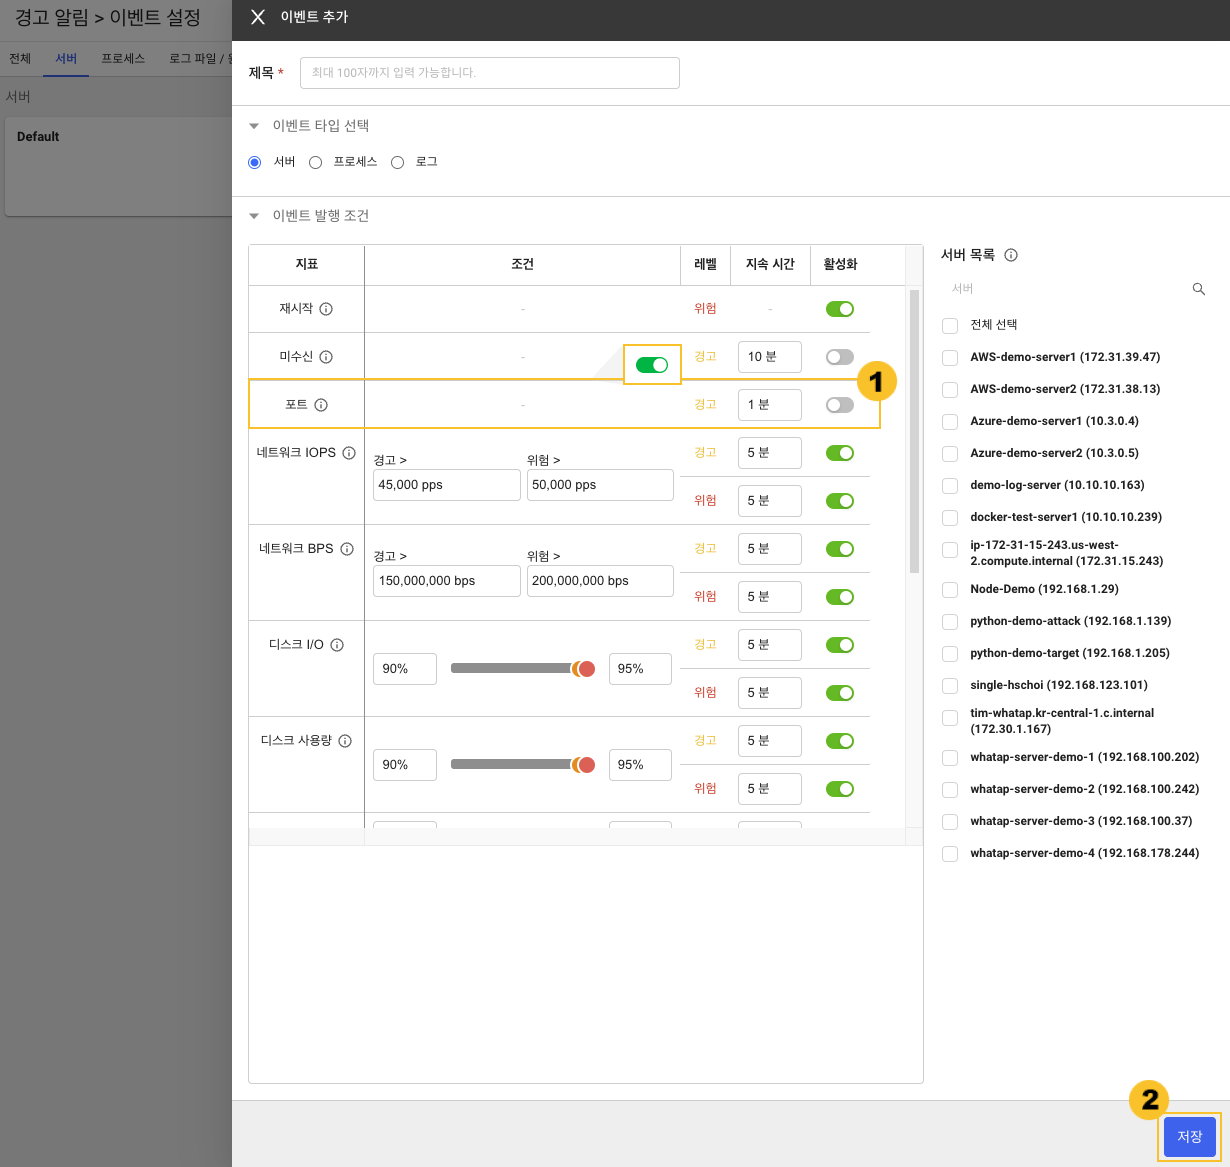 경고 알림 > 이벤트 설정
이벤트 추가
전체
서버
프로세스
로그 파일 /
서버
Default
제목 *
최대 100자까지 입력 가능합니다.
이벤트 타입 선택
서버
프로세스
로그
이벤트 발행 조건
지표
조건
레벨
지속 시간
활성화
재시작
-
위험
-
미수신
-
경고
10 분
포트
-
경고
1 분
1
네트워크 IOPS
경고 >
위험 >
45,000 pps
50,000 pps
경고
5 분
위험
5 분
네트워크 BPS
경고 >
위험 >
150,000,000 bps
200,000,000 bps
경고
5 분
위험
5 분
디스크 I/O
90%
95%
경고
5 분
위험
5 분
디스크 사용량
90%
95%
경고
5 분
위험
5 분
서버 목록
서버
전체 선택
AWS-demo-server1 (172.31.39.47)
AWS-demo-server2 (172.31.38.13)
Azure-demo-server1 (10.3.0.4)
Azure-demo-server2 (10.3.0.5)
demo-log-server (10.10.10.163)
docker-test-server1 (10.10.10.239)
ip-172-31-15-243.us-west-
2.compute.internal (172.31.15.243)
Node-Demo (192.168.1.29)
python-demo-attack (192.168.1.139)
python-demo-target (192.168.1.205)
single-hschoi (192.168.123.101)
tim-whatap.kr-central-1.c.internal
(172.30.1.167)
whatap-server-demo-1 (192.168.100.202)
whatap-server-demo-2 (192.168.100.242)
whatap-server-demo-3 (192.168.100.37)
whatap-server-demo-4 (192.168.178.244)
2
저장